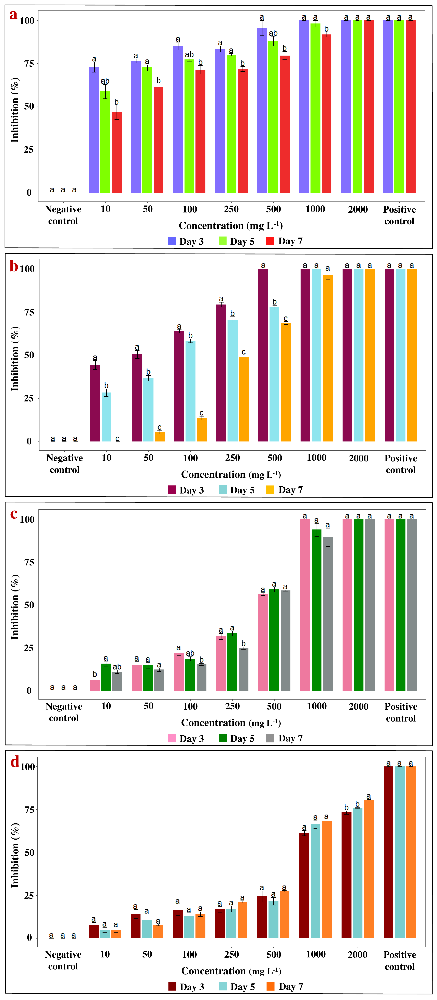 a
a a a a a a a a a a a a a a a a a a a ab a b a a b a ab b a a b a ab b a a b
100
75
50
25
0
Inhibition (%)
Negative control 10 50 100 250 500 1000 2000 Positive control
Concentration (mg L-1)
Day 3 Day 5 Day 7
b
100
75
50
25
0
Inhibition (%)
a a a a b c a b c a b c a b c a b c a a a a a a a a a
Negative control 10 50 100 250 500 1000 2000 Positive control
Concentration (mg L-1)
Day 3 Day 5 Day 7
c
100
75
50
25
0
Inhibition (%)
a a a b a ab a a a a ab b a a b a a a a a a a a a a a a
Negative control 10 50 100 250 500 1000 2000 Positive control
Concentration (mg L-1)
Day 3 Day 5 Day 7
d
100
75
50
25
0
Inhibition (%)
a a a a a a a a a a a a a a a a a a a a a b b a a a a
Negative control 10 50 100 250 500 1000 2000 Positive control
Concentration (mg L-1)
Day 3 Day 5 Day 7